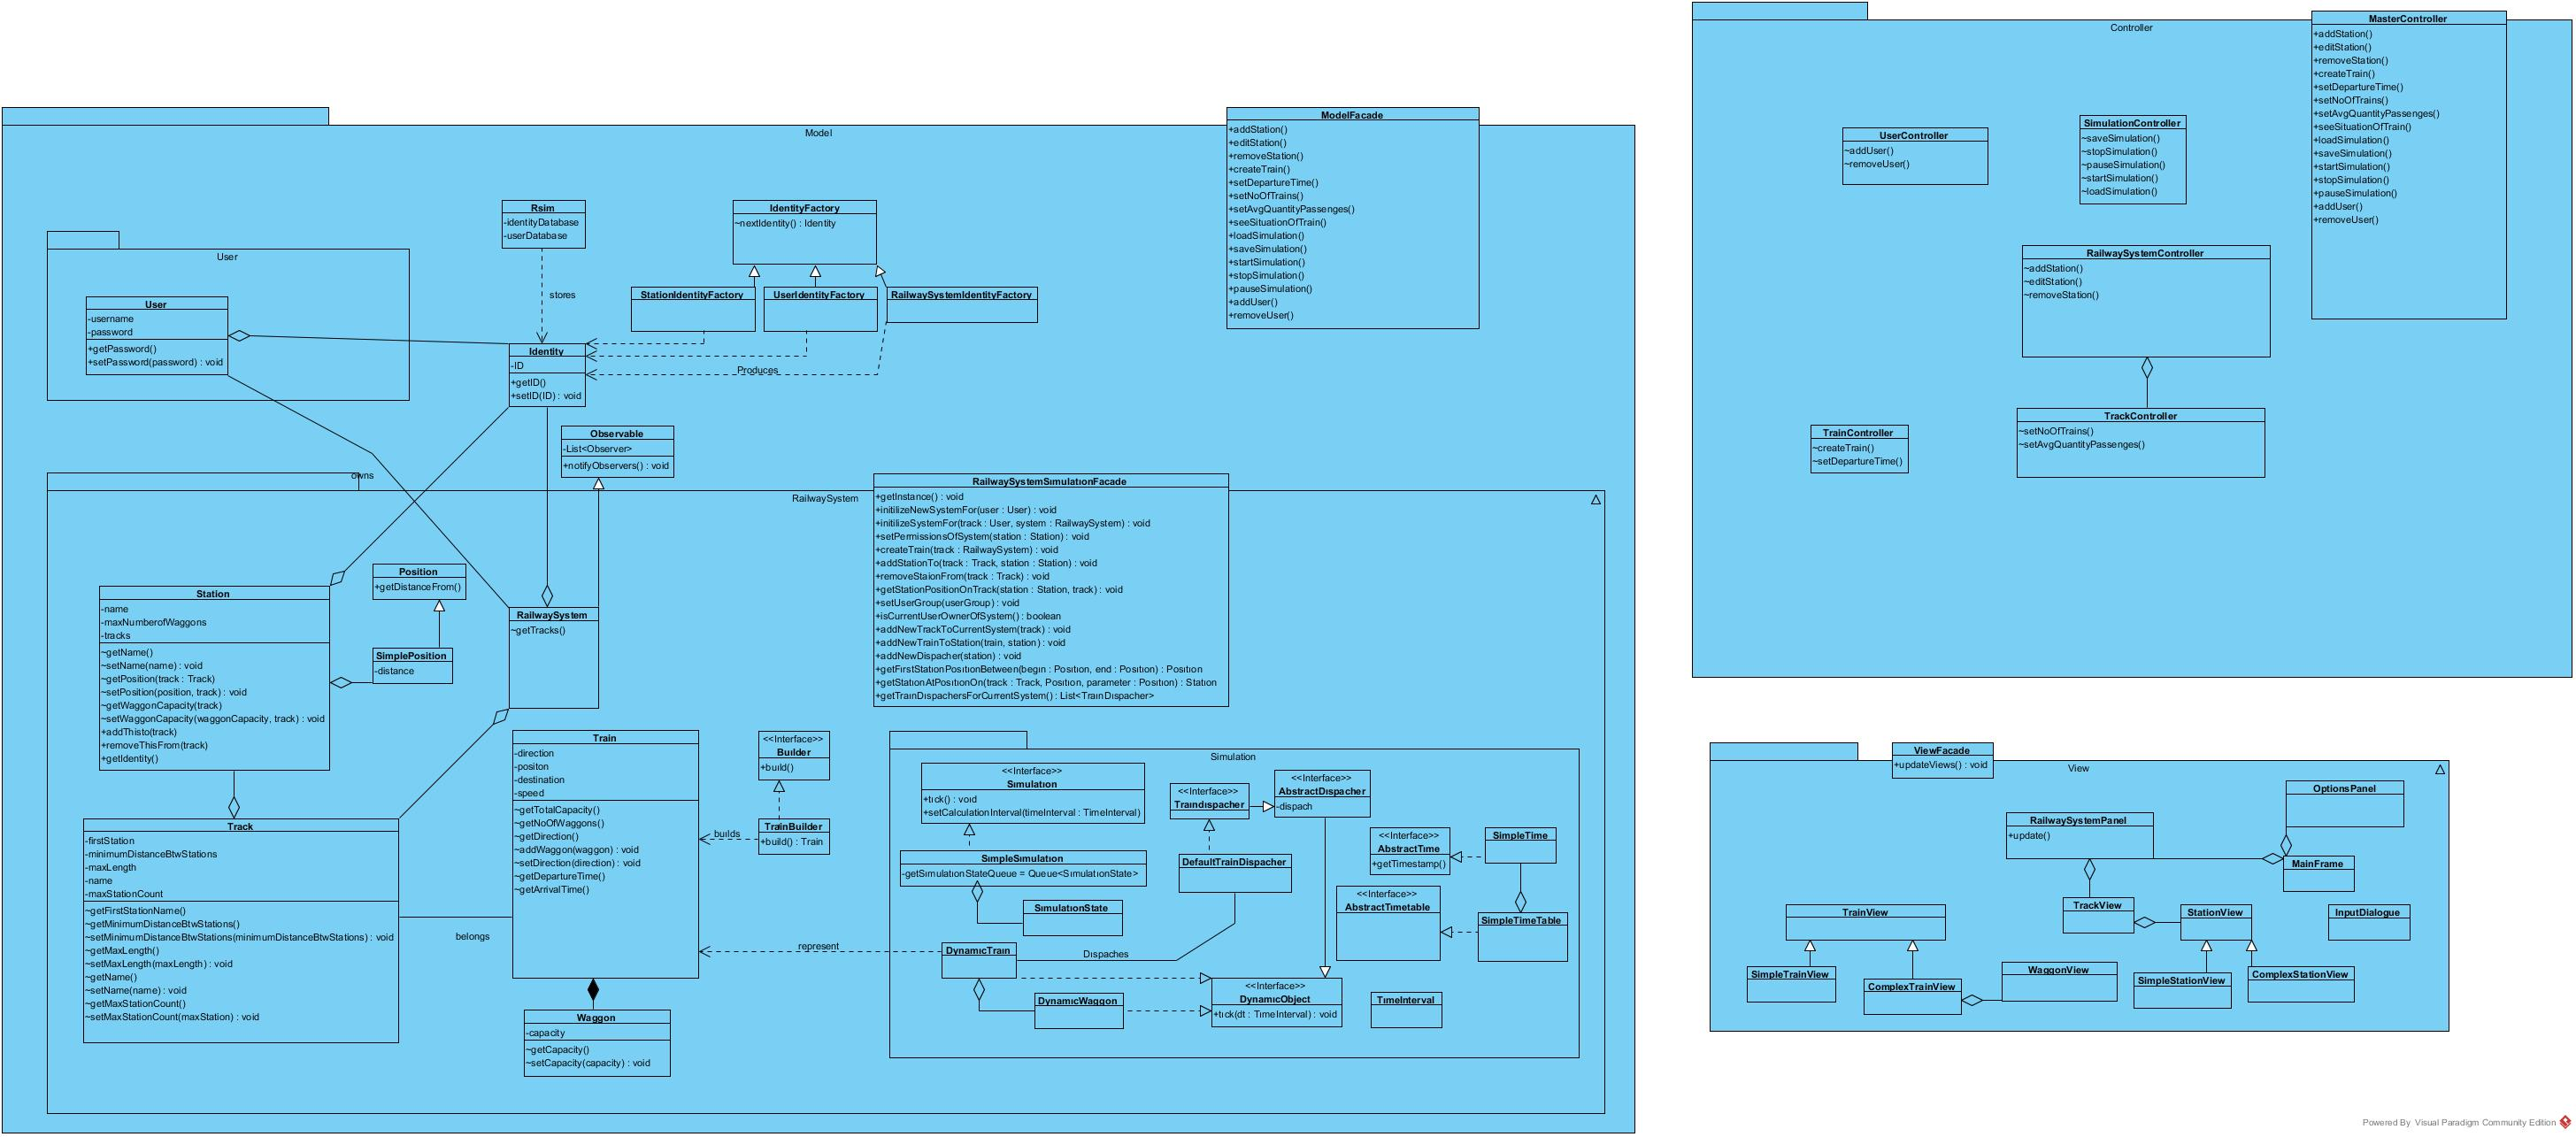 Model
ModelFacade
+addStation()
+editStation()
+removeStation()
+createTrain()
+setDepartureTime()
+setNoOfTrains()
+setAvgQuantityPassenges()
+seeSituationOfTrain()
+loadSimulation()
+saveSimulation()
+startSimulation()
+stopSimulation()
+pauseSimulation()
+addUser()
+removeUser()
Rsim
-identityDatabase
-userDatabase
IdentityFactory
~nextIdentity() : Identity
StationIdentityFactory
UserIdentityFactory
RailwaySystemIdentityFactory
stores
Produces
User
User
-username
-password
+getPassword()
+setPassword(password) : void
Identity
-ID
+getID()
+setID(ID) : void
Observable
-List<Observer>
+notifyObservers() : void
owns
RailwaySystem
RailwaySystemSimulationFacade
+getInstance() : void
+initilizeNewSystemFor(user : User) : void
+initilizeSystemFor(track : User, system : RailwaySystem) : void
+setPermissionsOfSystem(station : Station) : void
+createTrain(track : RailwaySystem) : void
+addStationTo(track : Track, station : Station) : void
+removeStaionFrom(track : Track) : void
+getStationPositionOnTrack(station : Station, track) : void
+setUserGroup(userGroup) : void
+isCurrentUserOwnerOfSystem() : boolean
+addNewTrackToCurrentSystem(track) : void
+addNewTrainToStation(train, station) : void
+addNewDispacher(station) : void
+getFirstStationPositionBetween(begin : Position, end : Position) : Position
+getStationAtPositionOn(track : Track, Position, parameter : Position) : Station
+getTrainDispachersForCurrentSystem() : List<TrainDispacher>
Position
+getDistanceFrom()
SimplePosition
-distance
Station
-name
-maxNumberofWaggons
-tracks
~getName()
~setName(name) : void
~getPosition(track : Track)
~setPosition(position, track) : void
~getWaggonCapacity(track)
~setWaggonCapacity(waggonCapacity, track) : void
+addThisto(track)
+removeThisFrom(track)
+getIdentity()
RailwaySystem
~getTracks()
Track
-firstStation
-minimumDistanceBtwStations
-maxLength
-name
-maxStationCount
~getFirstStationName()
~getMinimumDistanceBtwStations()
~setMinimumDistanceBtwStations(minimumDistanceBtwStations) : void
~getMaxLength()
~setMaxLength(maxLength) : void
~getName()
~setName(name) : void
~getMaxStationCount()
~setMaxStationCount(maxStation) : void
belongs
Train
-direction
-positon
-destination
-speed
~getTotalCapacity()
~getNoOfWaggons()
~getDirection()
~addWaggon(waggon) : void
~setDirection(direction) : void
~getDepartureTime()
~getArrivalTime()
Waggon
-capacity
~getCapacity()
~setCapacity(capacity) : void
<<Interface>>
Builder
+build()
TrainBuilder
+build() : Train
builds
represent
Simulation
<<Interface>>
Simulation
+tick() : void
+setCalculationInterval(timeInterval : TimeInterval)
SimpleSimulation
-getSimulationStateQueue = Queue<SimulationState>
SimulationState
<<Interface>>
Traindispacher
<<Interface>>
AbstractDispacher
-dispach
DefaultTrainDispacher
<<Interface>>
AbstractTime
+getTimestamp()
SimpleTime
<<Interface>>
AbstractTimetable
SimpleTimeTable
DynamicTrain
Dispaches
DynamicWaggon
<<Interface>>
DynamicObject
+tick(dt : TimeInterval) : void
TimeInterval
Controller
MasterController
+addStation()
+editStation()
+removeStation()
+createTrain()
+setDepartureTime()
+setNoOfTrains()
+setAvgQuantityPassenges()
+seeSituationOfTrain()
+loadSimulation()
+saveSimulation()
+startSimulation()
+stopSimulation()
+pauseSimulation()
+addUser()
+removeUser()
UserController
~addUser()
~removeUser()
SimulationController
~saveSimulation()
~stopSimulation()
~pauseSimulation()
~startSimulation()
~loadSimulation()
RailwaySystemController
~addStation()
~editStation()
~removeStation()
TrackController
~setNoOfTrains()
~setAvgQuantityPassenges()
TrainController
~createTrain()
~setDepartureTime()
ViewFacade
+updateViews() : void
View
OptionsPanel
RailwaySystemPanel
+update()
MainFrame
TrainView
TrackView
StationView
InputDialogue
SimpleTrainView
ComplexTrainView
WaggonView
SimpleStationView
ComplexStationView
Powered By Visual Paradigm Community Edition